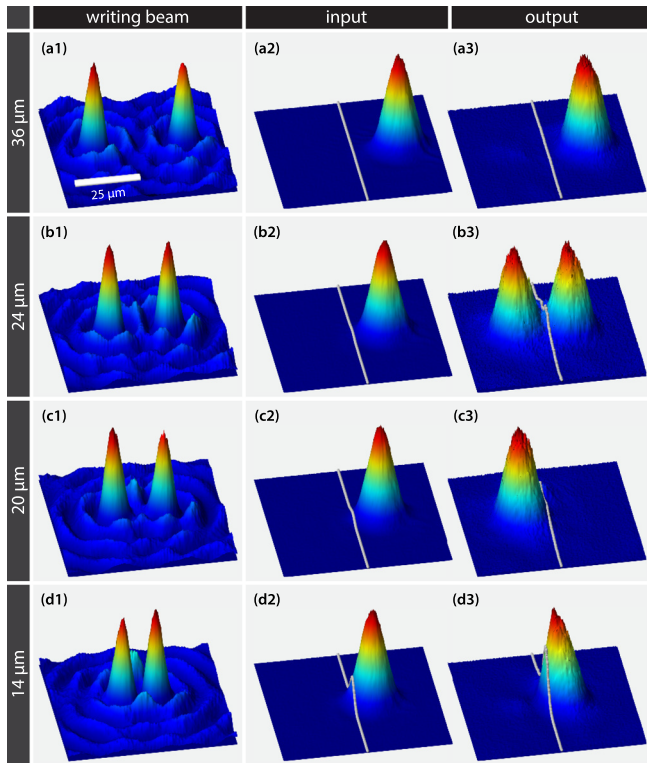 writing beam input output
36 µm
(a1) (a2) (a3)
25 µm
24 µm
(b1) (b2) (b3)
20 µm
(c1) (c2) (c3)
14 µm
(d1) (d2) (d3)